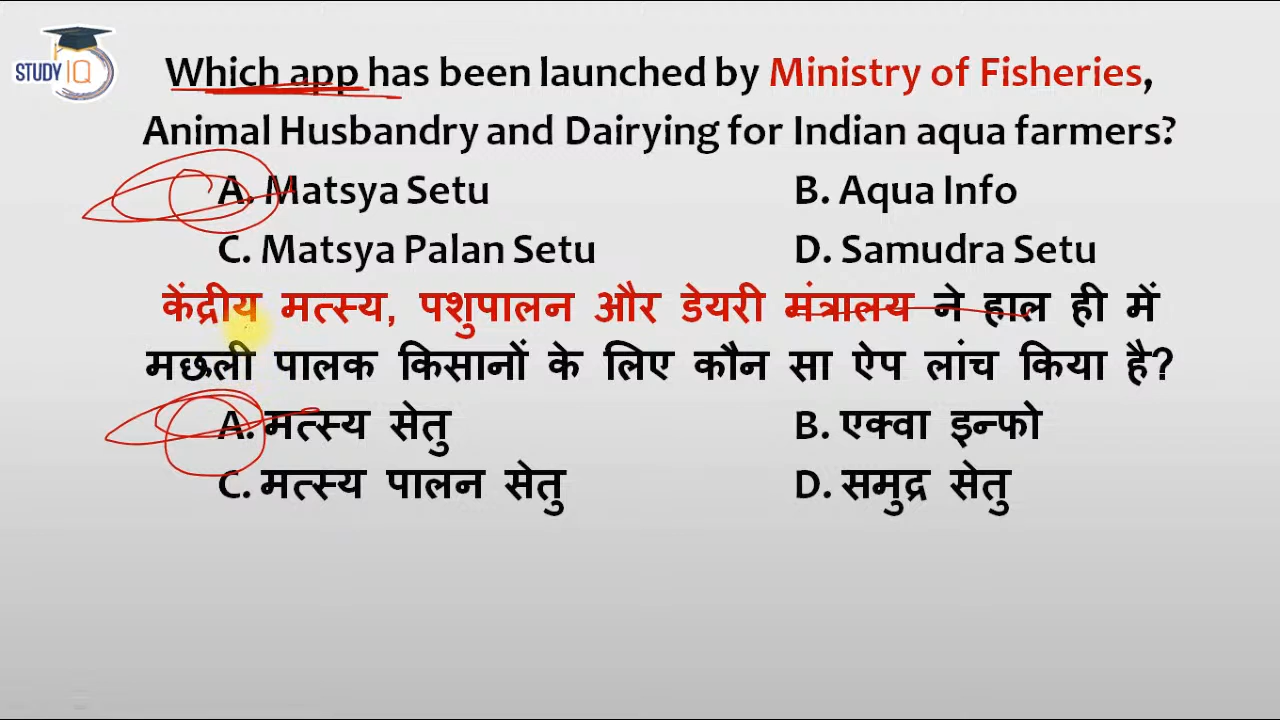 STUDY IQ
Which app has been launched by Ministry of Fisheries,
Animal Husbandry and Dairying for Indian aqua farmers?
A. Matsya Setu B. Aqua Info
C. Matsya Palan Setu D. Samudra Setu
केंद्रीय मत्स्य, पशुपालन और डेयरी मंत्रालय ने हाल ही में
मछली पालक किसानों के लिए कौन सा ऐप लांच किया है?
A. मत्स्य सेतु B. एक्वा इन्फो
C. मत्स्य पालन सेतु D. समुद्र सेतु